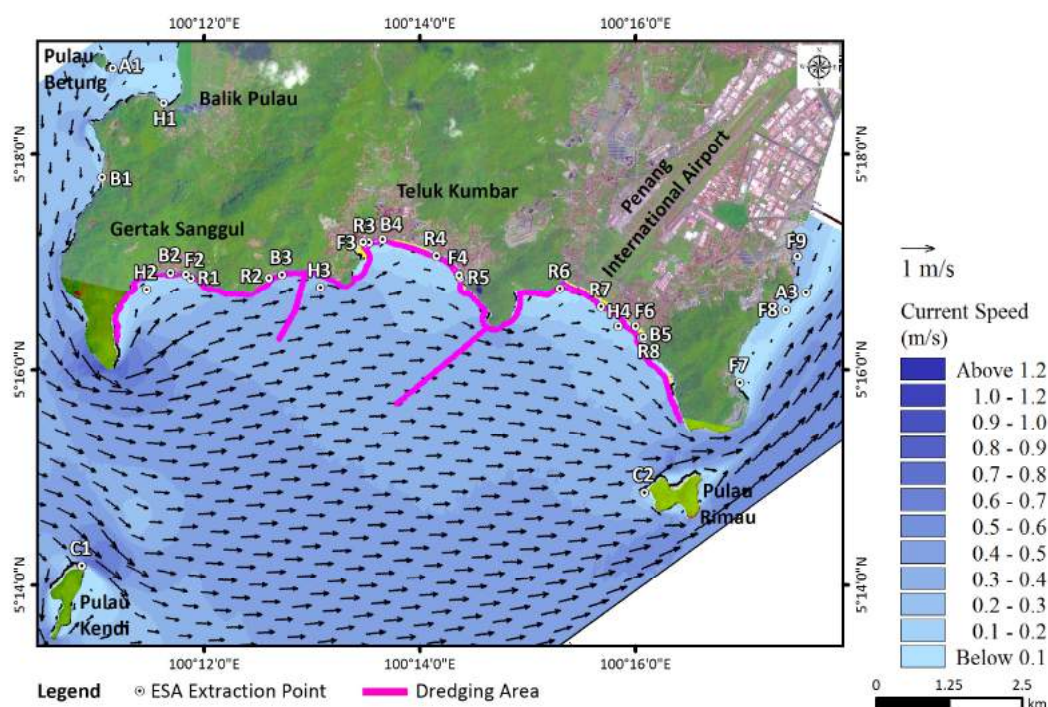 100°12'0"E
100°14'0"E
100°16'0"E
Pulau
Betung
A1
Balik Pulau
H1
5°18'0"N
5°18'0"N
B1
Penang
International Airport
Teluk Kumbar
Gertak Sanggul
R3
B4
F3
R4
F9
B2
F2
B3
F4
H2
R1
R2
H3
R5
R6
A3
R7
F8
H4
F6
B5
R8
5°16'0"N
5°16'0"N
F7
C2
Pulau
Rimau
C1
5°14'0"N
5°14'0"N
Pulau
Kendi
100°12'0"E
100°14'0"E
100°16'0"E
1 m/s
Current Speed
(m/s)
Above 1.2
1.0 - 1.2
0.9 - 1.0
0.8 - 0.9
0.7 - 0.8
0.6 - 0.7
0.5 - 0.6
0.4 - 0.5
0.3 - 0.4
0.2 - 0.3
0.1 - 0.2
Below 0.1
Legend
ESA Extraction Point
Dredging Area
0
1.25
2.5
km